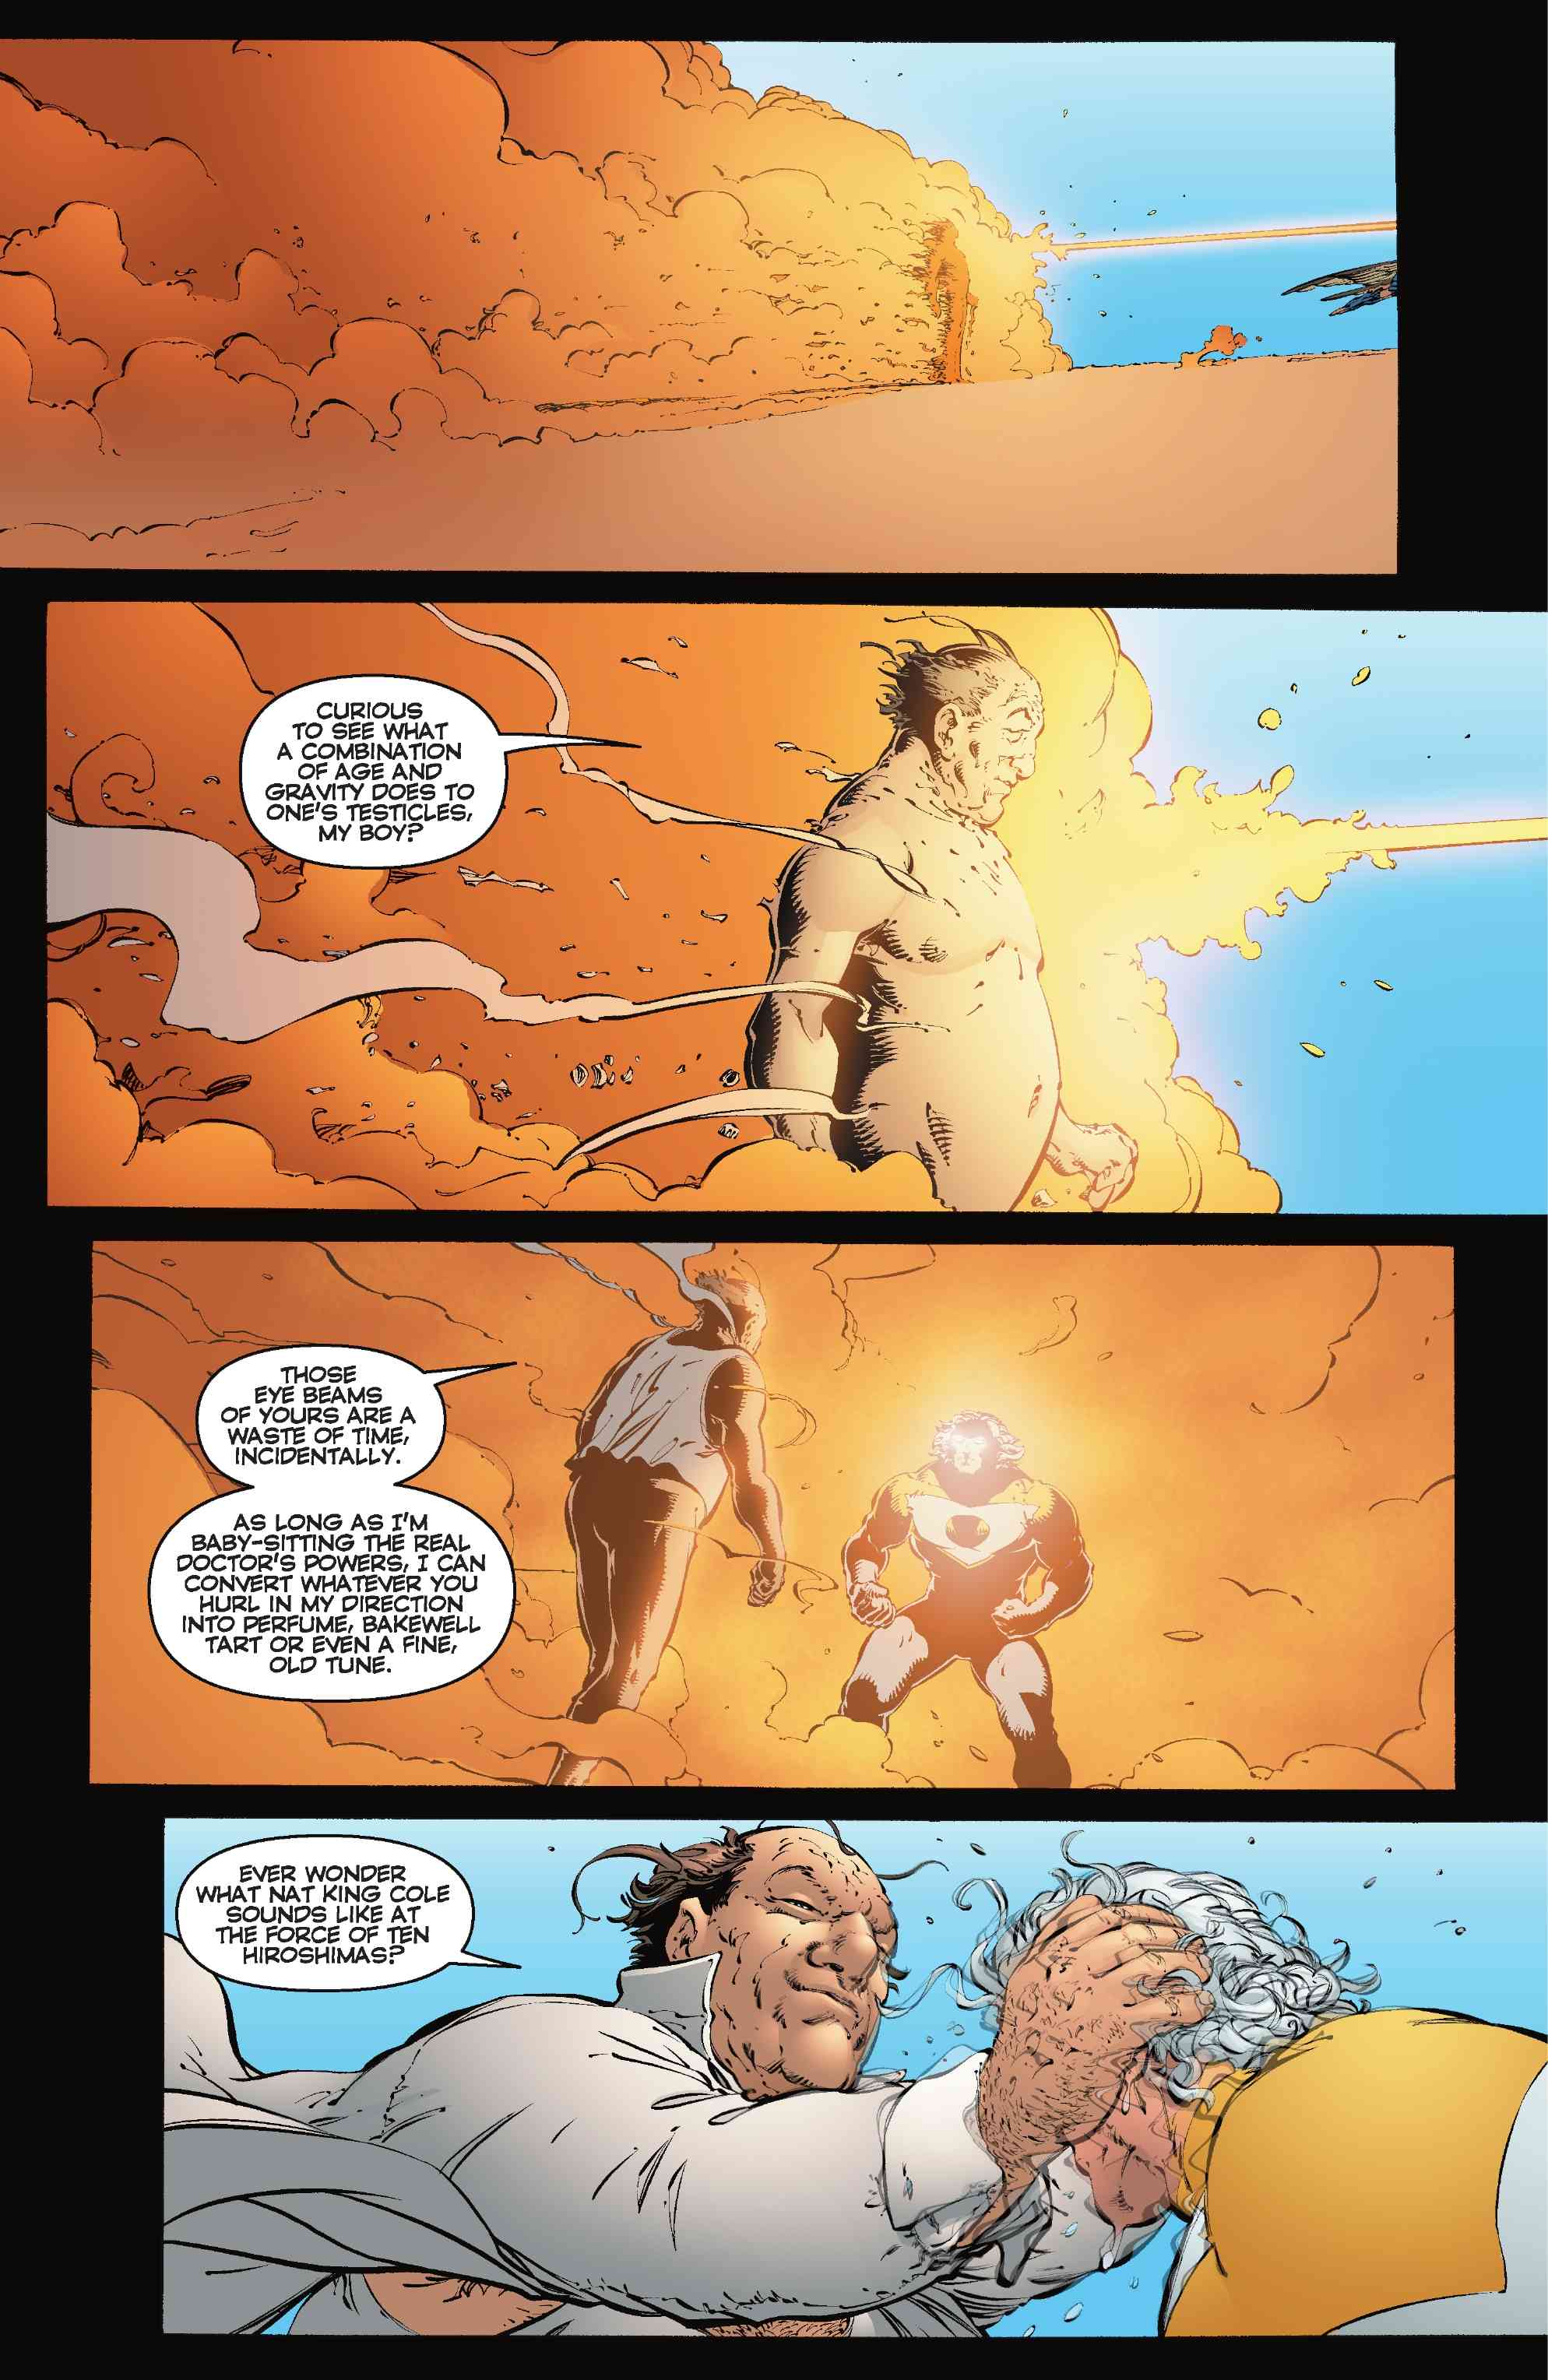 CURIOUS
TO SEE WHAT
A COMBINATION
OF AGE AND
GRAVITY DOES TO
ONE'S TESTICLES,
MY BOY?
THOSE
EYE BEAMS
OF YOURS ARE A
WASTE OF TIME,
INCIDENTALLY.
AS LONG AS I'M
BABY-SITTING THE REAL
DOCTOR'S POWERS, I CAN
CONVERT WHATEVER YOU
HURL IN MY DIRECTION
INTO PERFUME, BAKEWELL
TART OR EVEN A FINE,
OLD TUNE.
EVER WONDER
WHAT NAT KING COLE
SOUNDS LIKE AT
THE FORCE OF TEN
HIROSHIMAS?